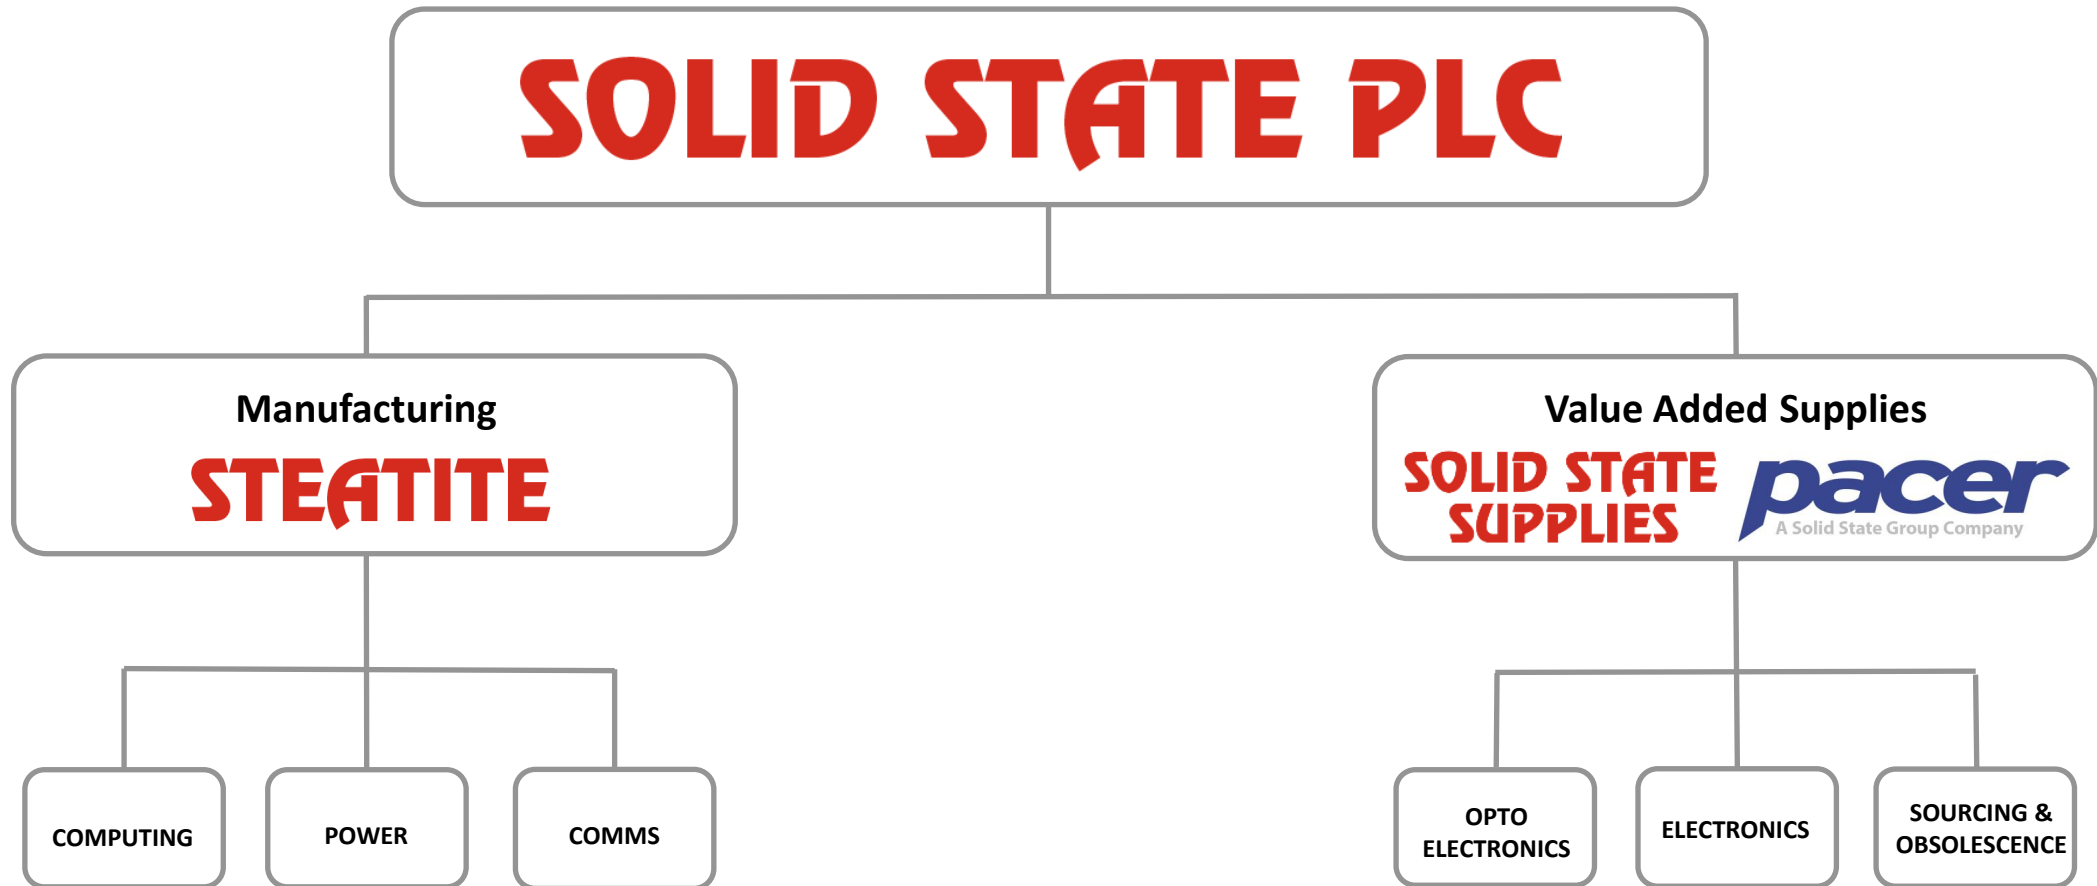 SOLID STATE PLC
Manufacturing
STEATITE
Value Added Supplies
SOLID STATE
SUPPLIES
pacer
A Solid State Group Company
COMPUTING
POWER
COMMS
OPTO
ELECTRONICS
ELECTRONICS
SOURCING &
OBSOLESCENCE